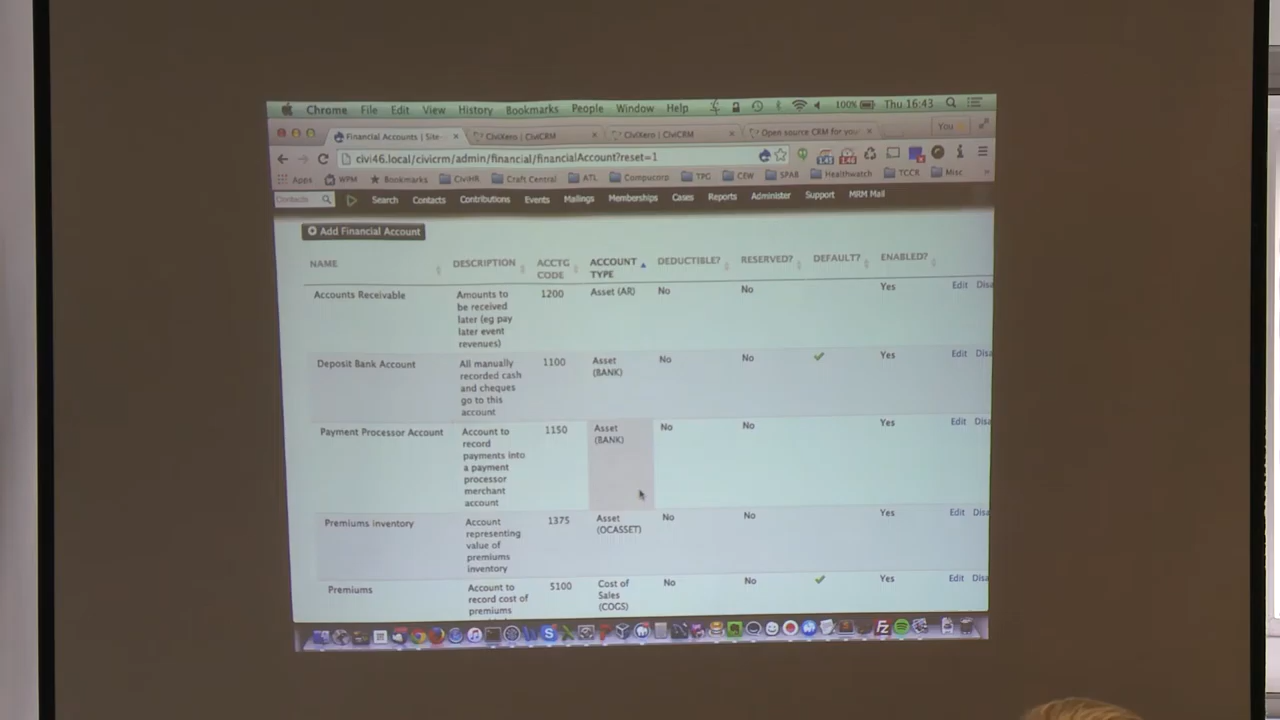 Chrome File Edit View History Bookmarks People Window Help 100% Thu 16:43
Financial Accounts | Site- CiviXero | CiviCRM CiviXero | CiviCRM Open source CRM for you You
civi46.local/civicrm/admin/financial/financialAccount?reset=1
Apps WPM Bookmarks CiviHR Craft Central ATL Compucorp TPG CEW SPAB Healthwatch TCCR Misc
Contacts Search Contacts Contributions Events Mailings Memberships Cases Reports Administer Support MRM Mail
Add Financial Account
NAME DESCRIPTION ACCTG CODE ACCOUNT TYPE DEDUCTIBLE? RESERVED? DEFAULT? ENABLED?
Accounts Receivable Amounts to 1200 Asset (AR) No No Yes Edit Disa
be received
later (eg pay
later event
revenues)
Deposit Bank Account All manually 1100 Asset No No Yes Edit Disa
recorded cash (BANK)
and cheques
go to this
account
Payment Processor Account Account to 1150 Asset No No Yes Edit Disa
record (BANK)
payments into
a payment
processor
merchant
account
Premiums inventory Account 1375 Asset No No Yes Edit Disa
representing (OCASSET)
value of
premiums
inventory
Premiums Account to 5100 Cost of No No Yes Edit Disa
record cost of Sales
premiums (COGS)